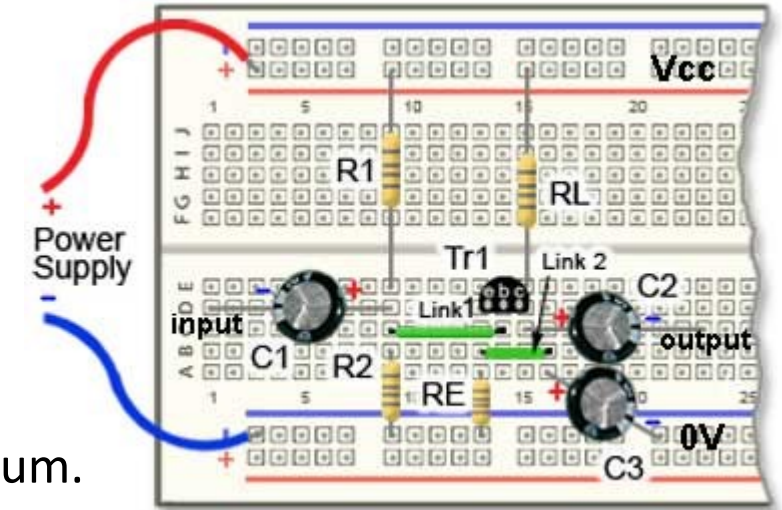 - +
Vcc
1 5 10 15 20
J
I
H
G
F
R1
RL
+
Power
Supply
-
Tr1
Link 2
E
D
C
B
A
- +
e b c
C2
Link1
+ -
input
output
C1
R2
RE
+ -
1 5 15 20 25
- +
0V
C3
um.